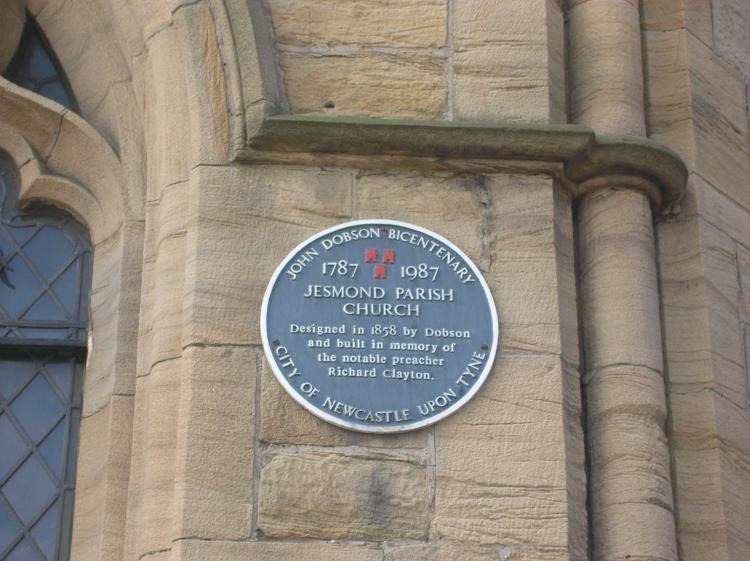 JOHN DOBSON BICENTENARY
1787 1987
JESMOND PARISH
CHURCH
Designed in 1858 by Dobson
and built in memory of
the notable preacher
Richard Clayton.
CITY OF NEWCASTLE UPON TYNE